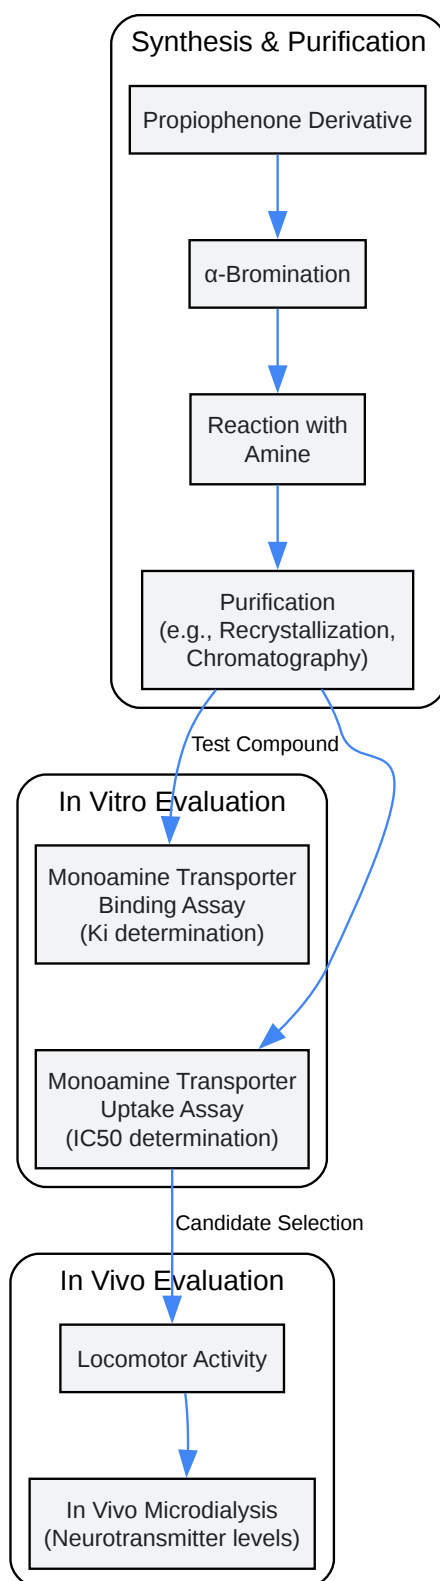 Synthesis & Purification
Propiophenone Derivative
α-Bromination
Reaction with
Amine
Purification
(e.g., Recrystallization,
Chromatography)
Test Compound
In Vitro Evaluation
Monoamine Transporter
Binding Assay
(Ki determination)
Monoamine Transporter
Uptake Assay
(IC50 determination)
Candidate Selection
In Vivo Evaluation
Locomotor Activity
In Vivo Microdialysis
(Neurotransmitter levels)